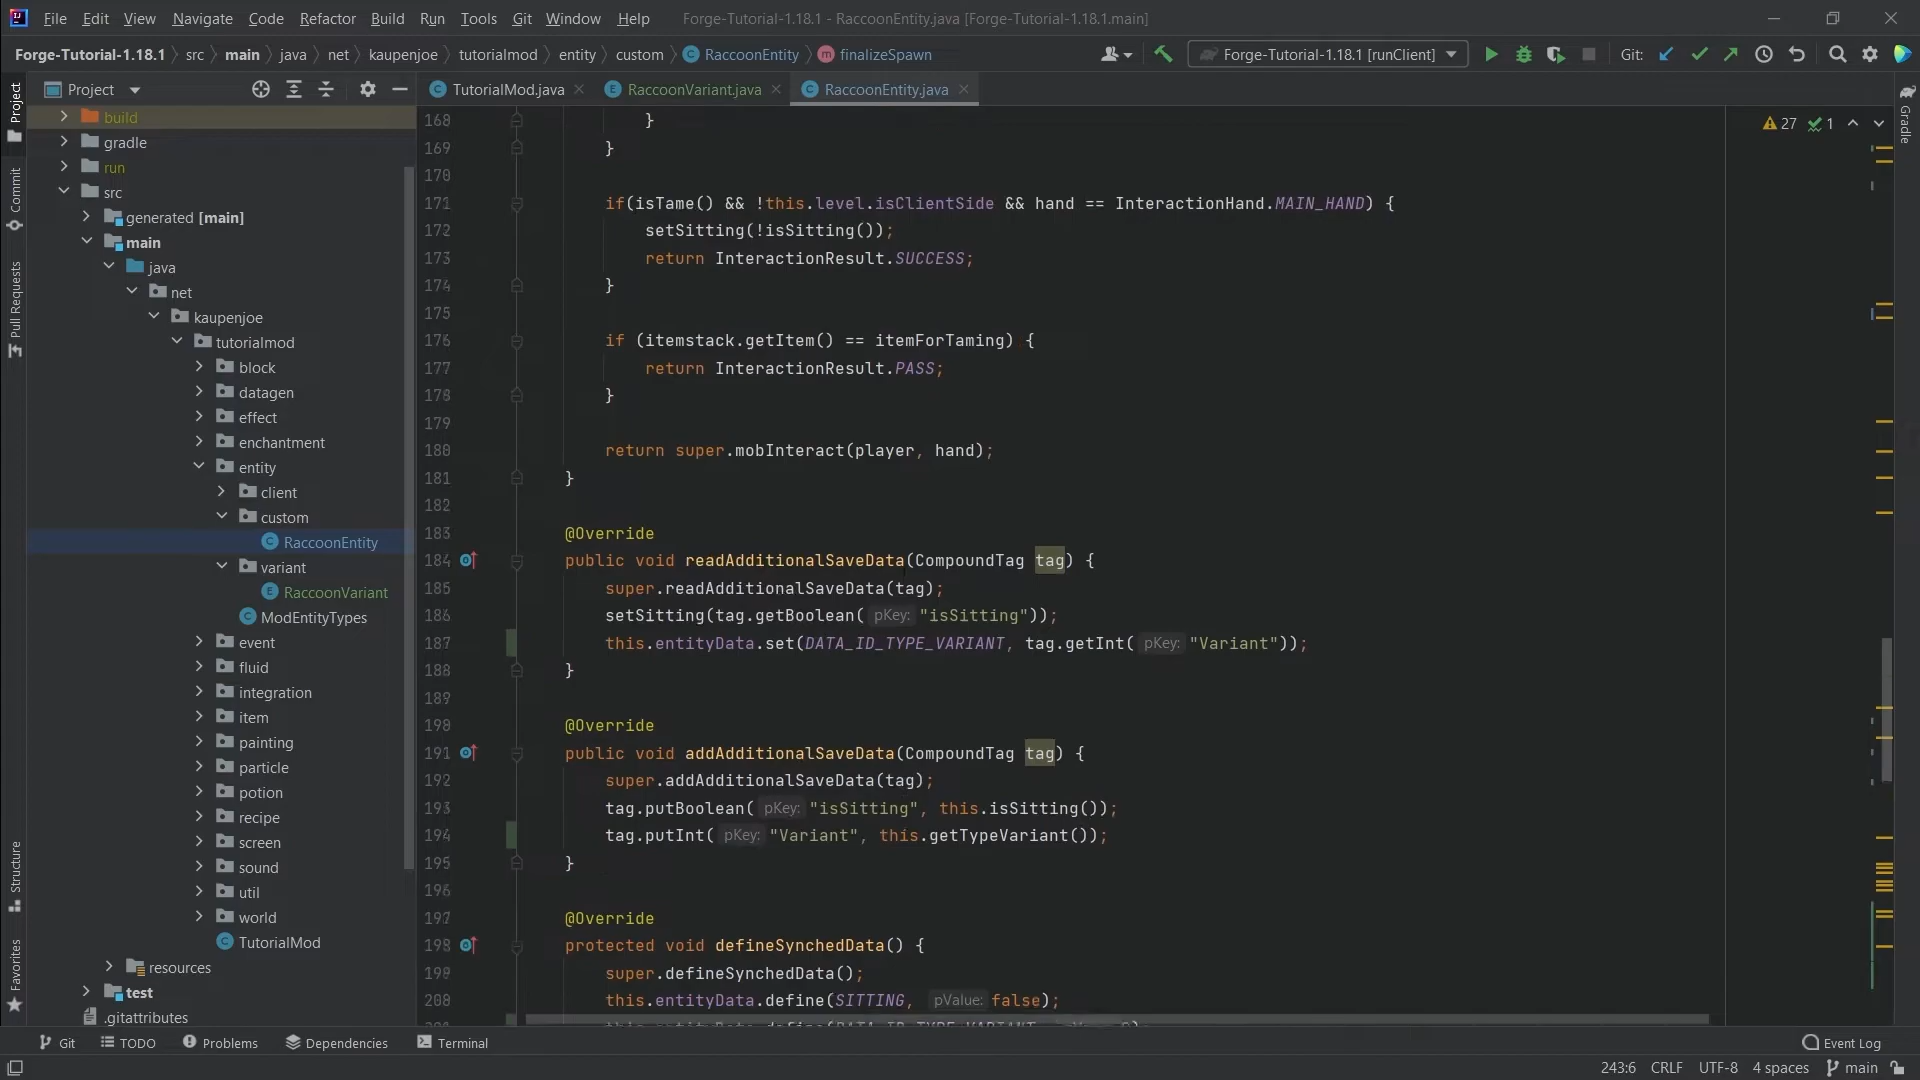 File Edit View Navigate Code Refactor Build Run Tools Git Window Help Forge-Tutorial-1.18.1 - RaccoonEntity.java [Forge-Tutorial-1.18.1.main]
Forge-Tutorial-1.18.1 src main java net kaupenjoe tutorialmod entity custom RaccoonEntity finalizeSpawn Forge-Tutorial-1.18.1 [runClient] Git:
Project TutorialMod.java RaccoonVariant.java RaccoonEntity.java
Project
Commit
Pull Requests
Structure
Favorites
Gradle
build
gradle
run
src
generated [main]
main
java
net
kaupenjoe
tutorialmod
block
datagen
effect
enchantment
entity
client
custom
RaccoonEntity
variant
RaccoonVariant
ModEntityTypes
event
fluid
integration
item
painting
particle
potion
recipe
screen
sound
util
world
TutorialMod
resources
test
.gitattributes
27 1
168 }
169 }
170
171 if(isTame() && !this.level.isClientSide && hand == InteractionHand.MAIN_HAND) {
172 setSitting(!isSitting());
173 return InteractionResult.SUCCESS;
174 }
175
176 if (itemstack.getItem() == itemForTaming) {
177 return InteractionResult.PASS;
178 }
179
180 return super.mobInteract(player, hand);
181 }
182
183 @Override
184 public void readAdditionalSaveData(CompoundTag tag) {
185 super.readAdditionalSaveData(tag);
186 setSitting(tag.getBoolean( pKey: "isSitting"));
187 this.entityData.set(DATA_ID_TYPE_VARIANT, tag.getInt( pKey: "Variant"));
188 }
189
190 @Override
191 public void addAdditionalSaveData(CompoundTag tag) {
192 super.addAdditionalSaveData(tag);
193 tag.putBoolean( pKey: "isSitting", this.isSitting());
194 tag.putInt( pKey: "Variant", this.getTypeVariant());
195 }
196
197 @Override
198 protected void defineSynchedData() {
199 super.defineSynchedData();
200 this.entityData.define(SITTING, pValue: false);
Git TODO Problems Dependencies Terminal Event Log
243:6 CRLF UTF-8 4 spaces main